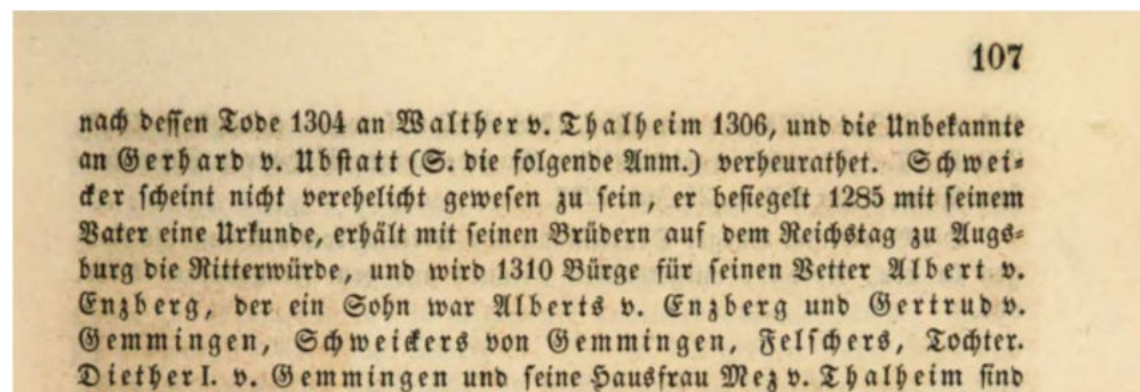 107
nach dessen Tode 1304 an Walther v. Thalheim 1306, und die Unbekannte
an Gerhard v. Ubstatt (S. die folgende Anm.) verheurathet. Schwei-
cker scheint nicht verehelicht gewesen zu sein, er besiegelt 1285 mit seinem
Vater eine Urkunde, erhält mit seinen Brüdern auf dem Reichstag zu Augs-
burg die Ritterwürde, und wird 1310 Bürge für seinen Vetter Albert v.
Enzberg, der ein Sohn war Alberts v. Enzberg und Gertrud v.
Gemmingen, Schweickers von Gemmingen, Felschers, Tochter.
Diether I. v. Gemmingen und seine Hausfrau Mez v. Thalheim sind